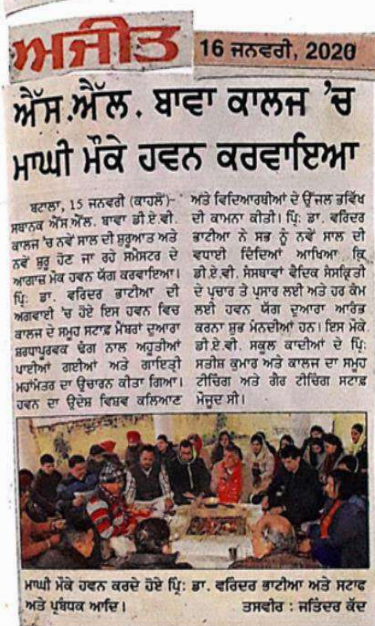 ਅਜੀਤ
16 ਜਨਵਰੀ, 2020
ਐੱਸ.ਐੱਲ. ਬਾਵਾ ਕਾਲਜ 'ਚ
ਮਾਘੀ ਮੌਕੇ ਹਵਨ ਕਰਵਾਇਆ
ਬਟਾਲਾ, 15 ਜਨਵਰੀ (ਕਾਹਲੋਂ)-
ਸਥਾਨਕ ਐੱਸ.ਐੱਲ. ਬਾਵਾ ਡੀ.ਏ.ਵੀ.
ਕਾਲਜ 'ਚ ਨਵੇਂ ਸਾਲ ਦੀ ਸ਼ੁਰੂਆਤ ਅਤੇ
ਨਵੇਂ ਸ਼ੁਰੂ ਹੋਣ ਜਾ ਰਹੇ ਸਮੈਸਟਰ ਦੇ
ਆਗਾਜ਼ ਮੌਕੇ ਹਵਨ ਯੱਗ ਕਰਵਾਇਆ।
ਪ੍ਰਿੰ: ਡਾ. ਵਰਿੰਦਰ ਭਾਟੀਆ ਦੀ
ਅਗਵਾਈ 'ਚ ਹੋਏ ਇਸ ਹਵਨ ਵਿਚ
ਕਾਲਜ ਦੇ ਸਮੂਹ ਸਟਾਫ਼ ਮੈਂਬਰਾਂ ਦੁਆਰਾ
ਸ਼ਰਧਾਪੂਰਵਕ ਢੰਗ ਨਾਲ ਅਹੂਤੀਆਂ
ਪਾਈਆਂ ਗਈਆਂ ਅਤੇ ਗਾਇਤ੍ਰੀ
ਮਹਾਂਮੰਤਰ ਦਾ ਉਚਾਰਨ ਕੀਤਾ ਗਿਆ।
ਹਵਨ ਦਾ ਉਦੇਸ਼ ਵਿਸ਼ਵ ਕਲਿਆਣ
ਅਤੇ ਵਿਦਿਆਰਥੀਆਂ ਦੇ ਉੱਜਲ ਭਵਿੱਖ
ਦੀ ਕਾਮਨਾ ਕੀਤੀ। ਪ੍ਰਿੰ: ਡਾ. ਵਰਿੰਦਰ
ਭਾਟੀਆ ਨੇ ਸਭ ਨੂੰ ਨਵੇਂ ਸਾਲ ਦੀ
ਵਧਾਈ ਦਿੰਦਿਆਂ ਆਖਿਆ ਕਿ
ਡੀ.ਏ.ਵੀ. ਸੰਸਥਾਵਾਂ ਵੈਦਿਕ ਸੰਸਕ੍ਰਿਤੀ
ਦੇ ਪ੍ਰਚਾਰ ਤੇ ਪ੍ਰਸਾਰ ਲਈ ਅਤੇ ਹਰ ਕੰਮ
ਲਈ ਹਵਨ ਯੱਗ ਦੁਆਰਾ ਆਰੰਭ
ਕਰਨਾ ਸ਼ੁਭ ਮੰਨਦੀਆਂ ਹਨ। ਇਸ ਮੌਕੇ
ਡੀ.ਏ.ਵੀ. ਸਕੂਲ ਕਾਦੀਆਂ ਦੇ ਪ੍ਰਿੰ:
ਸਤੀਸ਼ ਕੁਮਾਰ ਅਤੇ ਕਾਲਜ ਦਾ ਸਮੂਹ
ਟੀਚਿੰਗ ਅਤੇ ਗੈਰ ਟੀਚਿੰਗ ਸਟਾਫ਼
ਮੌਜੂਦ ਸੀ।
ਮਾਘੀ ਮੌਕੇ ਹਵਨ ਕਰਦੇ ਹੋਏ ਪ੍ਰਿੰ: ਡਾ. ਵਰਿੰਦਰ ਭਾਟੀਆ ਅਤੇ ਸਟਾਫ਼
ਅਤੇ ਪ੍ਰਬੰਧਕ ਆਦਿ। ਤਸਵੀਰ : ਜਤਿੰਦਰ ਕੱਦ